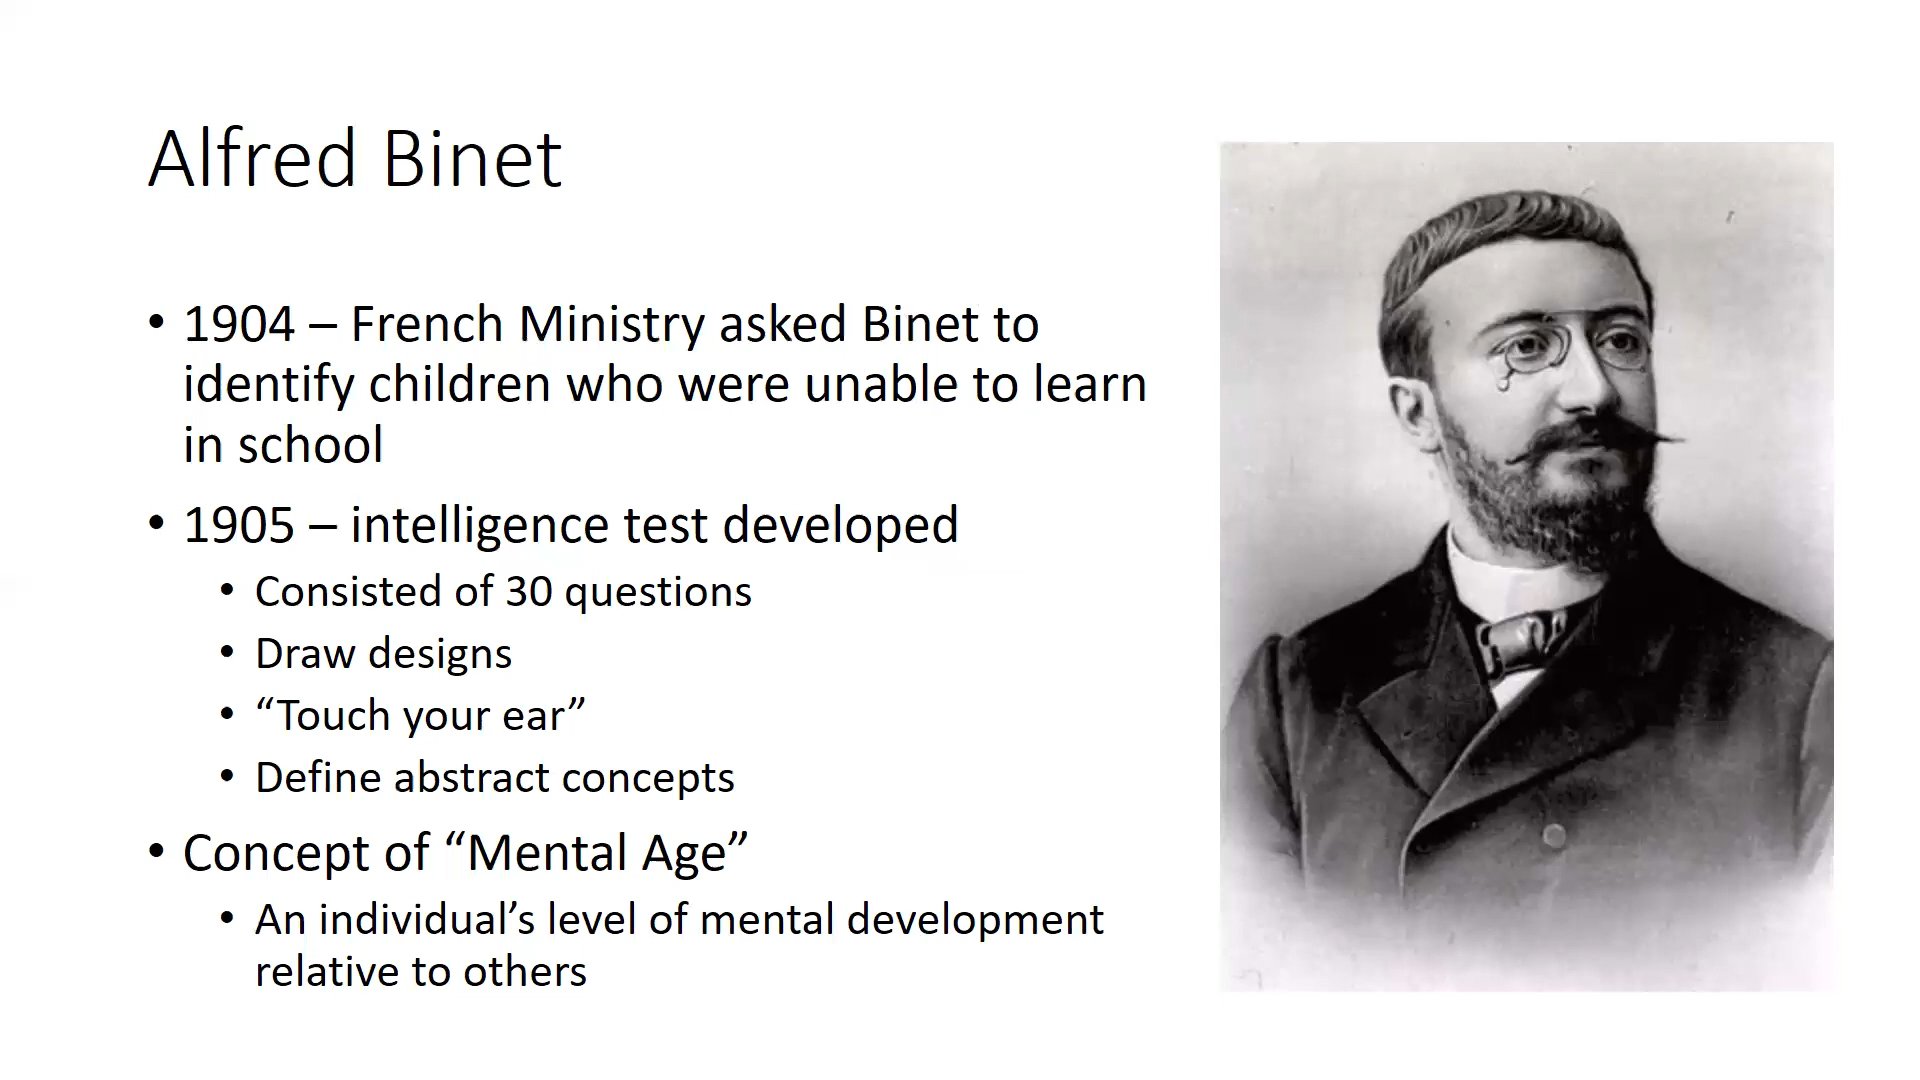 Alfred Binet
• 1904 – French Ministry asked Binet to
identify children who were unable to learn
in school
• 1905 – intelligence test developed
• Consisted of 30 questions
• Draw designs
• “Touch your ear”
• Define abstract concepts
• Concept of “Mental Age”
• An individual’s level of mental development
relative to others